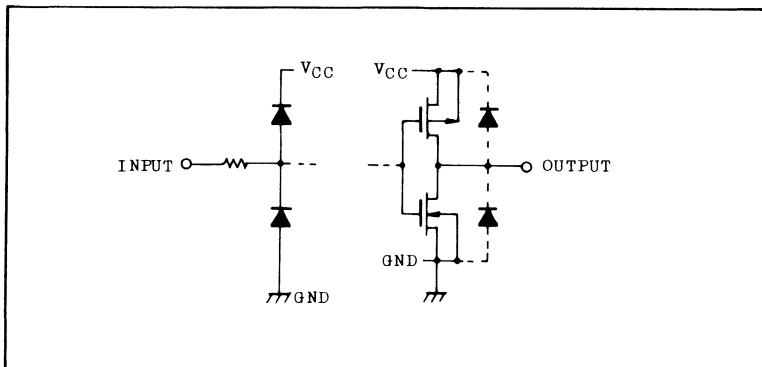 VCC
VCC
INPUT
OUTPUT
GND
GND